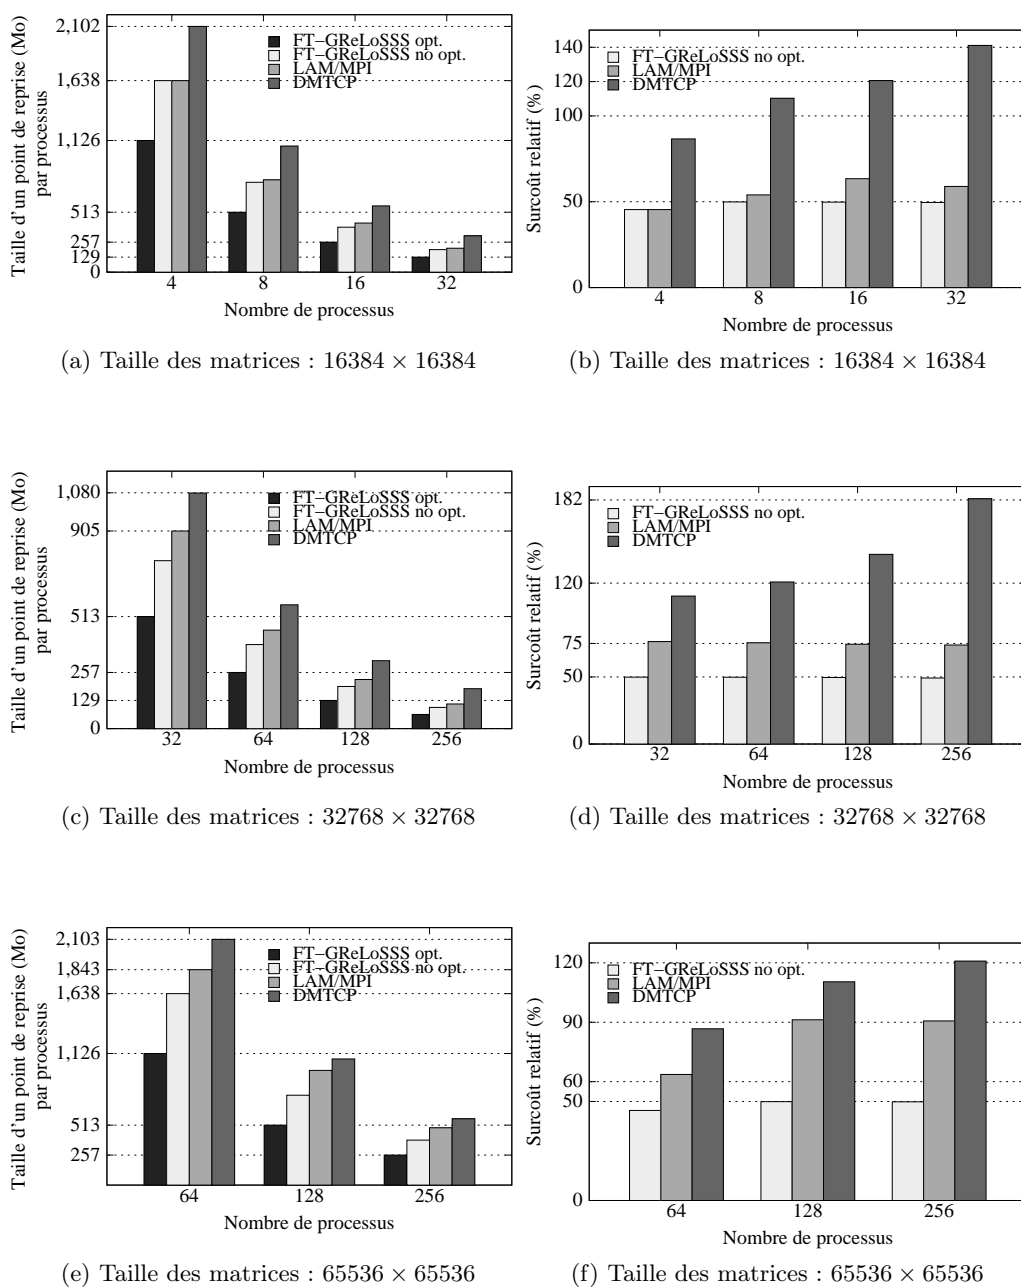 Taille d'un point de reprise (Mo)
par processus
2,102
1,638
1,126
513
257
129
0
FT−GReLoSSS opt.
FT−GReLoSSS no opt.
LAM/MPI
DMTCP
4 8 16 32
Nombre de processus
(a) Taille des matrices : 16384 × 16384
Surcoût relatif (%)
140
120
100
50
0
FT−GReLoSSS no opt.
LAM/MPI
DMTCP
4 8 16 32
Nombre de processus
(b) Taille des matrices : 16384 × 16384
Taille d'un point de reprise (Mo)
par processus
1,080
905
513
257
129
0
FT−GReLoSSS opt.
FT−GReLoSSS no opt.
LAM/MPI
DMTCP
32 64 128 256
Nombre de processus
(c) Taille des matrices : 32768 × 32768
Surcoût relatif (%)
182
120
75
50
0
FT−GReLoSSS no opt.
LAM/MPI
DMTCP
32 64 128 256
Nombre de processus
(d) Taille des matrices : 32768 × 32768
Taille d'un point de reprise (Mo)
par processus
2,103
1,843
1,638
1,126
513
257
FT−GReLoSSS opt.
FT−GReLoSSS no opt.
LAM/MPI
DMTCP
64 128 256
Nombre de processus
(e) Taille des matrices : 65536 × 65536
Surcoût relatif (%)
120
90
60
50
0
FT−GReLoSSS no opt.
LAM/MPI
DMTCP
64 128 256
Nombre de processus
(f) Taille des matrices : 65536 × 65536